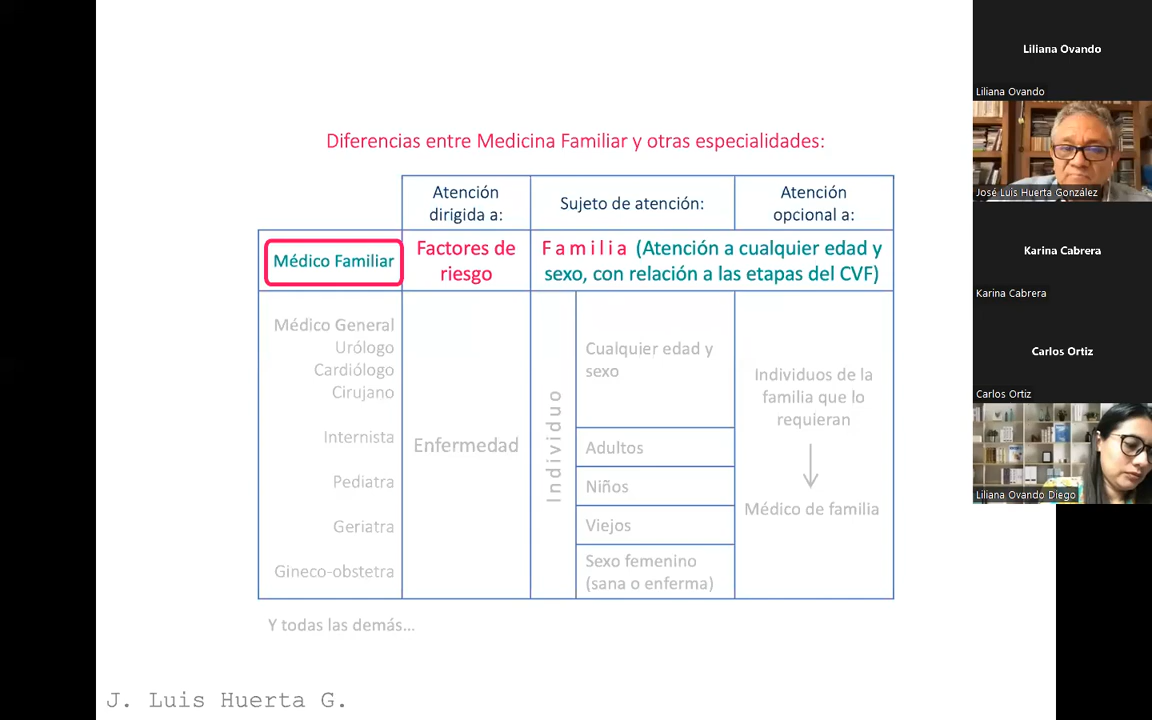 Diferencias entre Medicina Familiar y otras especialidades:
Atención
dirigida a:
Sujeto de atención:
Atención
opcional a:
Médico Familiar
Factores de
riesgo
Familia (Atención a cualquier edad y
sexo, con relación a las etapas del CVF)
Médico General
Urólogo
Cardiólogo
Cirujano
Internista
Pediatra
Geriatra
Gineco-obstetra
Enfermedad
Individuo
Cualquier edad y
sexo
Adultos
Niños
Viejos
Sexo femenino
(sana o enferma)
Individuos de la
familia que lo
requieran
Médico de familia
Y todas las demás...
J. Luis Huerta G.
Liliana Ovando
Liliana Ovando
José Luis Huerta González
Karina Cabrera
Karina Cabrera
Carlos Ortiz
Carlos Ortiz
Liliana Ovando Diego